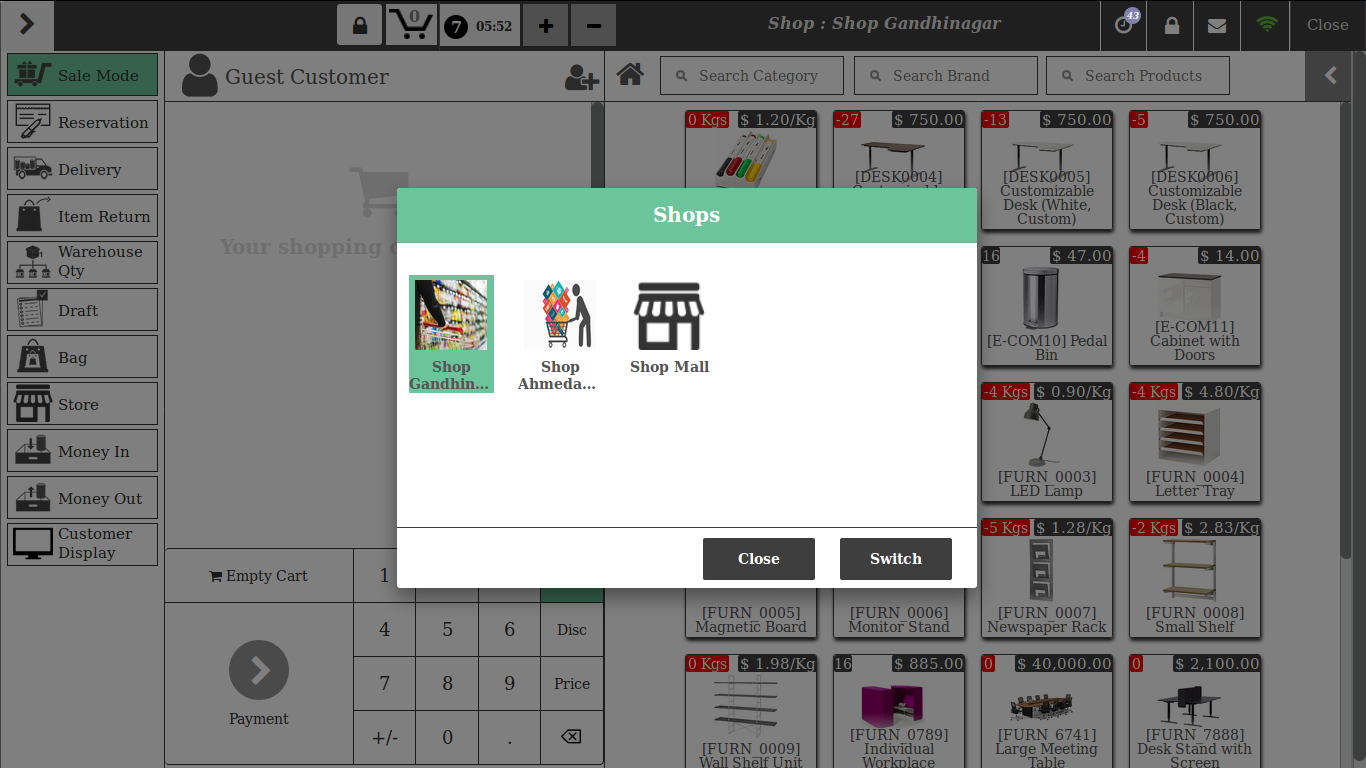 0
7 05:52
+
−
Shop : Shop Gandhinagar
43
Close
Sale Mode
Reservation
Delivery
Item Return
Warehouse
Qty
Draft
Bag
Store
Money In
Money Out
Customer
Display
Guest Customer
Search Category
Search Brand
Search Products
Your shopping
Empty Cart
1
4 5 6 Disc
7 8 9 Price
+/- 0 .
Payment
Shops
Shop
Gandhin...
Shop
Ahmeda...
Shop Mall
Close
Switch
0 Kgs $ 1.20/Kg
-27 $ 750.00
[DESK0004]
-13 $ 750.00
[DESK0005]
Customizable
Desk (White,
Custom)
-5 $ 750.00
[DESK0006]
Customizable
Desk (Black,
Custom)
16 $ 47.00
[E-COM10] Pedal
Bin
-4 $ 14.00
[E-COM11]
Cabinet with
Doors
-4 Kgs $ 0.90/Kg
[FURN_0003]
LED Lamp
-4 Kgs $ 4.80/Kg
[FURN_0004]
Letter Tray
[FURN_0005]
Magnetic Board
[FURN_0006]
Monitor Stand
-5 Kgs $ 1.28/Kg
[FURN_0007]
Newspaper Rack
-2 Kgs $ 2.83/Kg
[FURN_0008]
Small Shelf
0 Kgs $ 1.98/Kg
[FURN_0009]
Wall Shelf Unit
16 $ 885.00
[FURN_0789]
Individual
Workplace
0 $ 40,000.00
[FURN_6741]
Large Meeting
Table
0 $ 2,100.00
[FURN_7888]
Desk Stand with
Screen